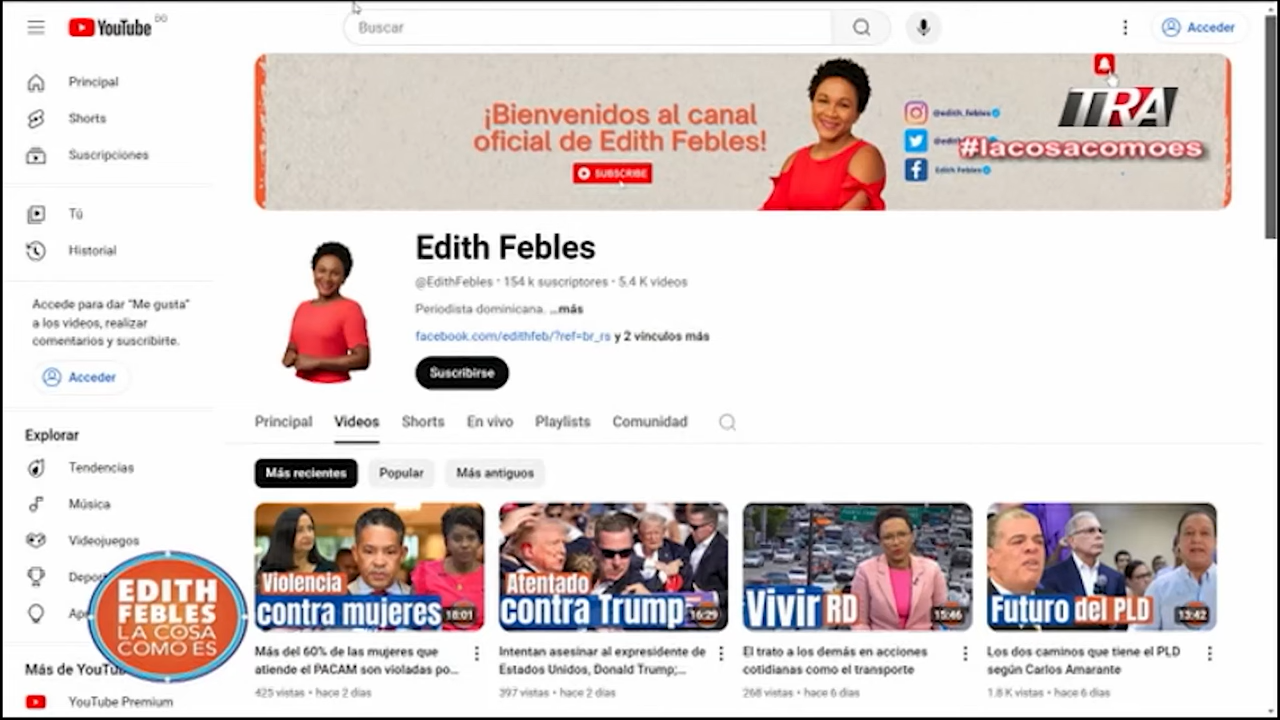 YouTube DO
Buscar
Acceder
Principal
Shorts
Suscripciones
Tú
Historial
Accede para dar "Me gusta"
a los videos, realizar
comentarios y suscribirte.
Acceder
Explorar
Tendencias
Música
Videojuegos
EDITH
FEBLES
LA COSA
COMO ES
YouTube Premium
¡Bienvenidos al canal
oficial de Edith Febles!
SUBSCRIBE
@edith_febles
Edith Febles
TRA
#lacosacomoes
Edith Febles
@EdithFebles • 154 k suscriptores • 5.4 K videos
Periodista dominicana. ...más
facebook.com/edithfeb/?ref=br_rs y 2 vínculos más
Suscribirse
Principal Videos Shorts En vivo Playlists Comunidad
Más recientes Popular Más antiguos
Violencia
contra mujeres 18:01
Más del 60% de las mujeres que
atiende el PACAM son violadas po...
425 vistas • hace 2 días
Atentado
contra Trump 16:29
Intentan asesinar al expresidente de
Estados Unidos, Donald Trump;...
397 vistas • hace 2 días
Vivir RD 15:46
El trato a los demás en acciones
cotidianas como el transporte
268 vistas • hace 6 días
Futuro del PLD 13:42
Los dos caminos que tiene el PLD
según Carlos Amarante
1.8 K vistas • hace 6 días